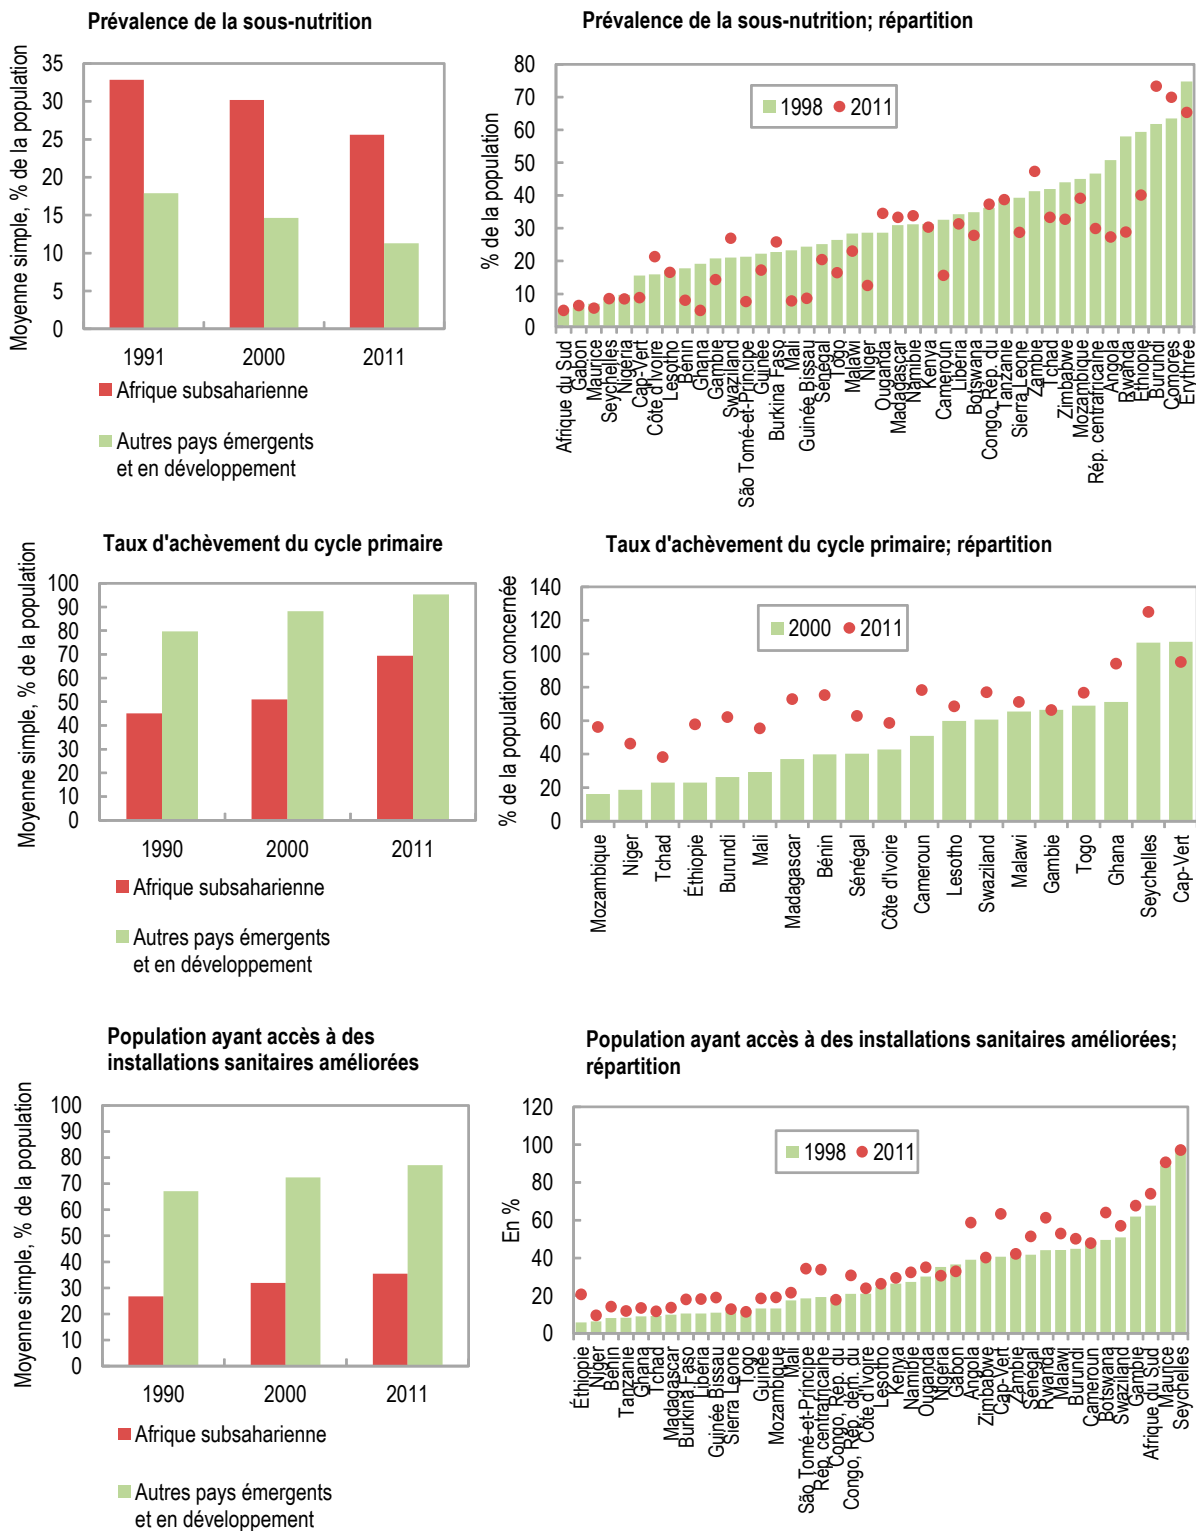 Prévalence de la sous-nutrition
Moyenne simple, % de la population
35
30
25
20
15
10
5
0
1991
2000
2011
Afrique subsaharienne
Autres pays émergents
et en développement
Prévalence de la sous-nutrition; répartition
% de la population
80
70
60
50
40
30
20
10
0
1998
2011
Afrique du Sud
Gabon
Maurice
Seychelles
Nigéria
Cap-Vert
Côte d'Ivoire
Lesotho
Bénin
Ghana
Gambie
Swaziland
São Tomé-et-Príncipe
Guinée
Burkina Faso
Mali
Guinée Bissau
Sénégal
Togo
Malawi
Niger
Ouganda
Madagascar
Namibie
Kenya
Cameroun
Libéria
Botswana
Congo, Rép. du
Tanzanie
Sierra Leone
Zambie
Tchad
Zimbabwe
Mozambique
Rép. centrafricaine
Angola
Rwanda
Éthiopie
Burundi
Comores
Érythrée
Taux d'achèvement du cycle primaire
Moyenne simple, % de la population
100
90
80
70
60
50
40
30
20
10
0
1990
2000
2011
Afrique subsaharienne
Autres pays émergents
et en développement
Taux d'achèvement du cycle primaire; répartition
% de la population concernée
140
120
100
80
60
40
20
0
2000
2011
Mozambique
Niger
Tchad
Éthiopie
Burundi
Mali
Madagascar
Bénin
Sénégal
Côte d'Ivoire
Cameroun
Lesotho
Swaziland
Malawi
Gambie
Togo
Ghana
Seychelles
Cap-Vert
Population ayant accès à des
installations sanitaires améliorées
Moyenne simple, % de la population
100
90
80
70
60
50
40
30
20
10
0
1990
2000
2011
Afrique subsaharienne
Autres pays émergents
et en développement
Population ayant accès à des installations sanitaires améliorées;
répartition
En %
120
100
80
60
40
20
0
1998
2011
Éthiopie
Niger
Bénin
Tanzanie
Ghana
Tchad
Madagascar
Burkina Faso
Libéria
Guinée Bissau
Sierra Leone
Togo
Guinée
Mozambique
Mali
São Tomé-et-Príncipe
Rép. centrafricaine
Congo, Rép. du
Congo, Rép. dém. du
Côte d'Ivoire
Lesotho
Kenya
Namibie
Ouganda
Nigéria
Gabon
Angola
Zimbabwe
Cap-Vert
Zambie
Sénégal
Rwanda
Malawi
Burundi
Cameroun
Botswana
Swaziland
Gambie
Afrique du Sud
Maurice
Seychelles